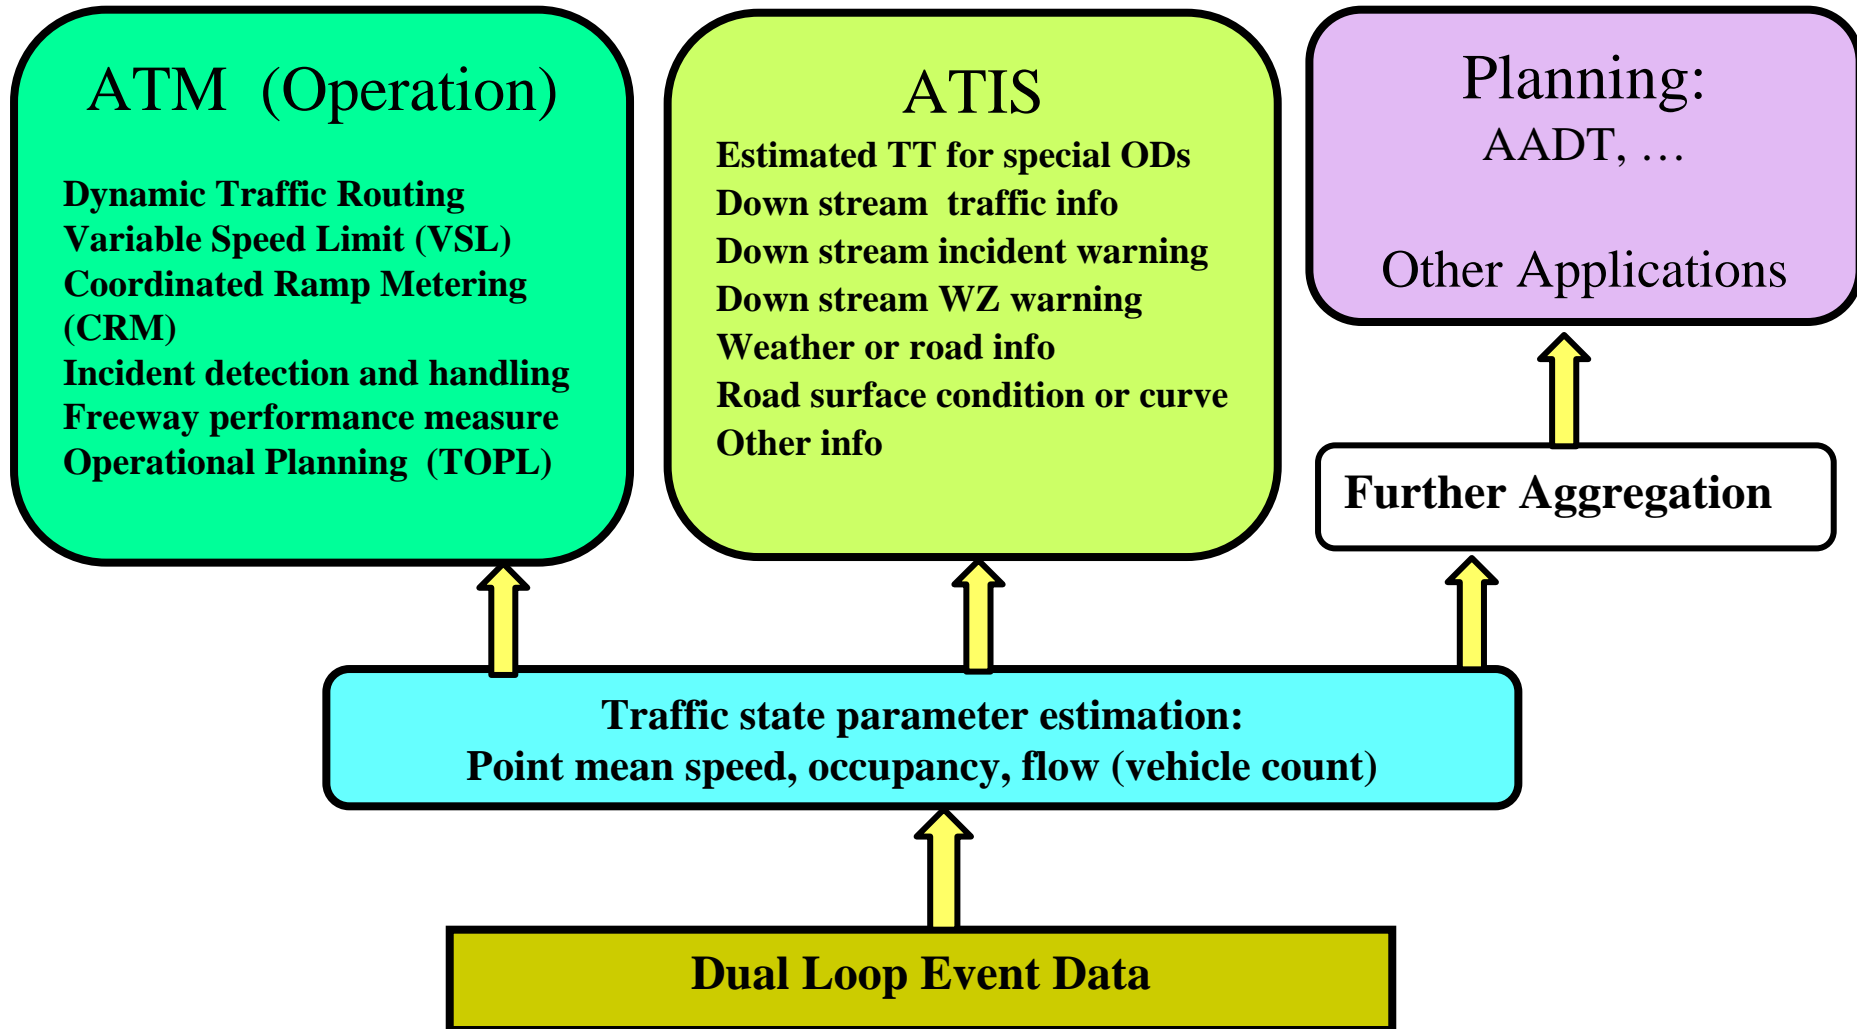 ATM (Operation)
Dynamic Traffic Routing
Variable Speed Limit (VSL)
Coordinated Ramp Metering
(CRM)
Incident detection and handling
Freeway performance measure
Operational Planning (TOPL)
ATIS
Estimated TT for special ODs
Down stream traffic info
Down stream incident warning
Down stream WZ warning
Weather or road info
Road surface condition or curve
Other info
Planning:
AADT, …
Other Applications
Further Aggregation
Traffic state parameter estimation:
Point mean speed, occupancy, flow (vehicle count)
Dual Loop Event Data